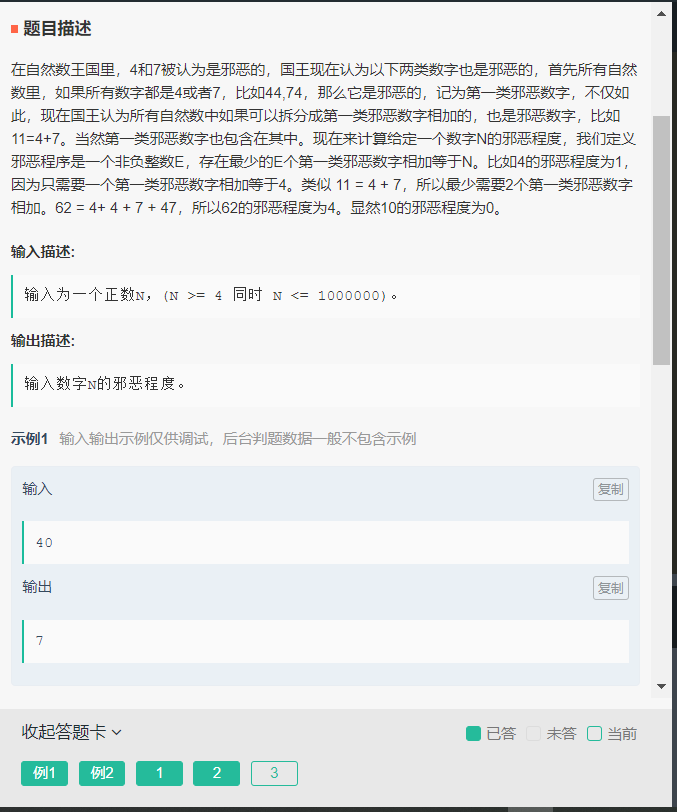 题目描述
在自然数王国里，4和7被认为是邪恶的，国王现在认为以下两类数字也是邪恶的，首先所有自然
数里，如果所有数字都是4或者7，比如44,74，那么它是邪恶的，记为第一类邪恶数字，不仅如
此，现在国王认为所有自然数中如果可以拆分成第一类邪恶数字相加的，也是邪恶数字，比如
11=4+7。当然第一类邪恶数字也包含在其中。现在来计算给定一个数字N的邪恶程度，我们定义
邪恶程序是一个非负整数E，存在最少的E个第一类邪恶数字相加等于N。比如4的邪恶程度为1，
因为只需要一个第一类邪恶数字相加等于4。类似 11 = 4 + 7，所以最少需要2个第一类邪恶数字
相加。62 = 4+ 4 + 7 + 47，所以62的邪恶程度为4。显然10的邪恶程度为0。
输入描述:
输入为一个正数N，(N >= 4 同时 N <= 1000000)。
输出描述:
输入数字N的邪恶程度。
示例1 输入输出示例仅供调试，后台判题数据一般不包含示例
输入 复制
40
输出 复制
7
收起答题卡 已答 未答 当前
例1 例2 1 2 3